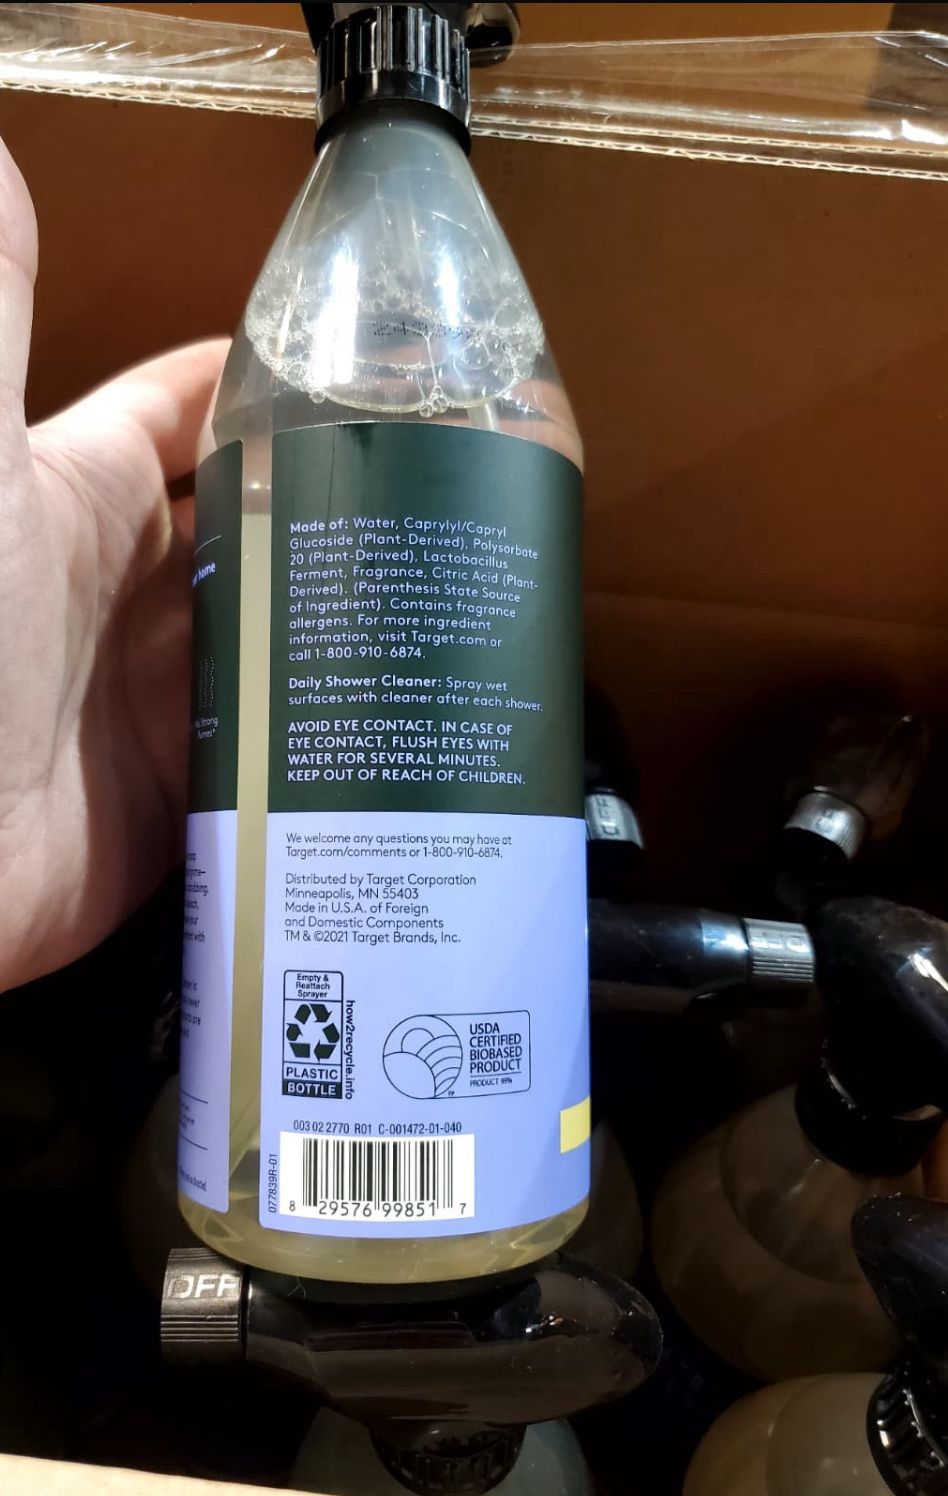 Made of: Water, Caprylyl/Capryl
Glucoside (Plant-Derived), Polysorbate
20 (Plant-Derived), Lactobacillus
Ferment, Fragrance, Citric Acid (Plant-
Derived). (Parenthesis State Source
of Ingredient). Contains fragrance
allergens. For more ingredient
information, visit Target.com or
call 1-800-910-6874.
Daily Shower Cleaner: Spray wet
surfaces with cleaner after each shower.
AVOID EYE CONTACT. IN CASE OF
EYE CONTACT, FLUSH EYES WITH
WATER FOR SEVERAL MINUTES.
KEEP OUT OF REACH OF CHILDREN.
We welcome any questions you may have at
Target.com/comments or 1-800-910-6874.
Distributed by Target Corporation
Minneapolis, MN 55403
Made in U.S.A. of Foreign
and Domestic Components
TM & ©2021 Target Brands, Inc.
Empty &
Reattach
Sprayer
PLASTIC
BOTTLE
how2recycle.info
USDA
CERTIFIED
BIOBASED
PRODUCT
PRODUCT 99%
FP
003 02 2770 R01 C-001472-01-040
077839R-01
8 29576 99851 7
home
Strong
Fumes*
OFF
OFF